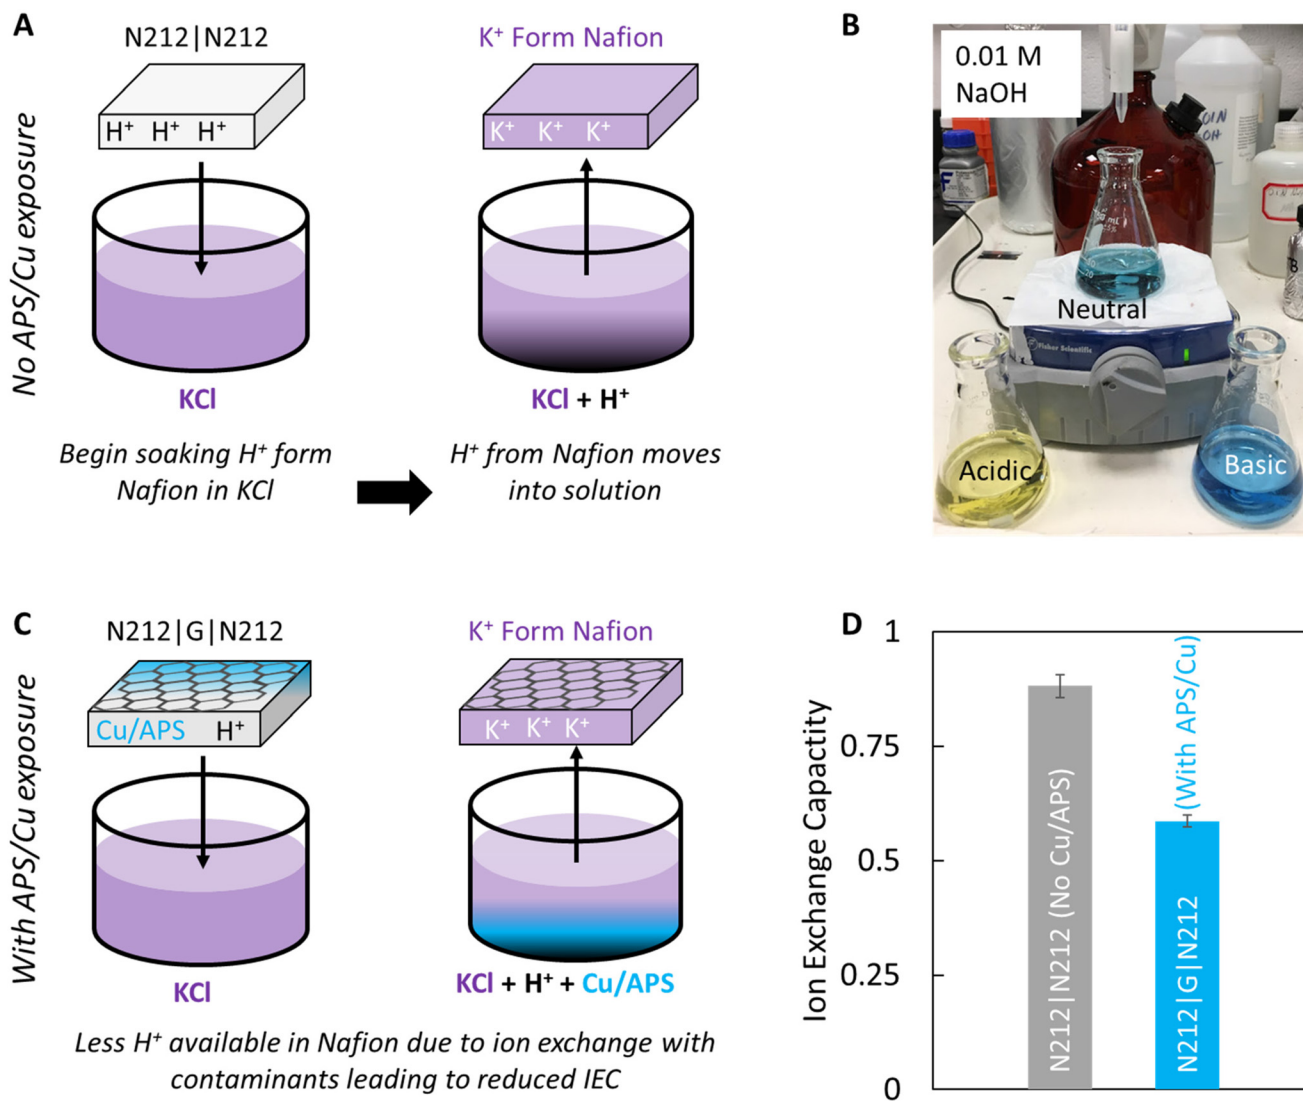 A
N212|N212
K⁺ Form Nafion
No APS/Cu exposure
H⁺ H⁺ H⁺
K⁺ K⁺ K⁺
KCl
KCl + H⁺
Begin soaking H⁺ form
Nafion in KCl
H⁺ from Nafion moves
into solution
B
0.01 M
NaOH
Neutral
Fisher Scientific
Acidic
Basic
C
N212|G|N212
K⁺ Form Nafion
With APS/Cu exposure
Cu/APS H⁺
K⁺ K⁺ K⁺
KCl
KCl + H⁺ + Cu/APS
Less H⁺ available in Nafion due to ion exchange with
contaminants leading to reduced IEC
D
Ion Exchange Capactity
1
0.75
0.5
0.25
0
N212|N212 (No Cu/APS)
N212|G|N212 (With APS/Cu)